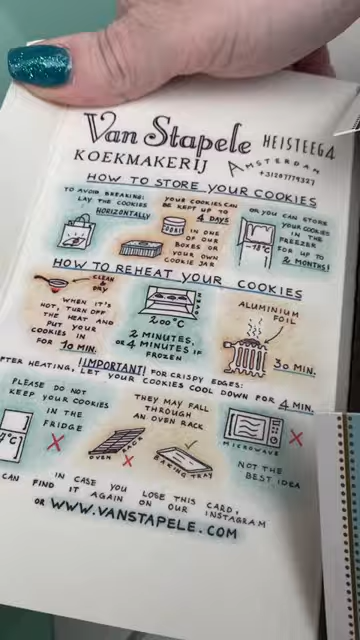 Van Stapele HEISTEEG 4
KOEKMAKERIJ AMSTERDAM
+31207779327
HOW TO STORE YOUR COOKIES
TO AVOID BREAKING:
LAY THE COOKIES
HORIZONTALLY
YOUR COOKIES CAN
BE KEPT UP TO
4 DAYS
COOKIES
IN ONE
OF OUR
BOXES OR
YOUR OWN
COOKIE JAR
OR YOU CAN STORE
YOUR COOKIES
IN THE
FREEZER
FOR UP TO
2 MONTHS!
-18°C
HOW TO REHEAT YOUR COOKIES
CLEAN &
DRY
WHEN IT'S
HOT, TURN OFF
THE HEAT AND
PUT YOUR
COOKIES IN
FOR 10 MIN.
200°C
2 MINUTES,
OR 4 MINUTES IF
FROZEN
ALUMINIUM
FOIL
30 MIN.
AFTER HEATING, !IMPORTANT! FOR CRISPY EDGES:
LET YOUR COOKIES COOL DOWN FOR 4 MIN.
PLEASE DO NOT
KEEP YOUR COOKIES
IN THE
FRIDGE
7°C
THEY MAY FALL
THROUGH
AN OVEN RACK
OVEN RACK
BAKING TRAY
MICROWAVE
NOT THE
BEST IDEA
IN CASE YOU LOSE THIS CARD,
CAN FIND IT AGAIN ON OUR INSTAGRAM
OR WWW.VANSTAPELE.COM